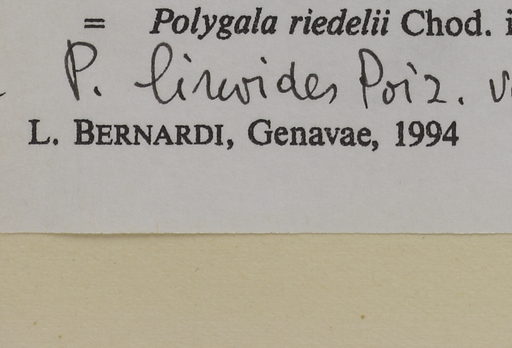 = Polygala riedelii Chod. i
P. linoides Poir. v
L. BERNARDI, Genavae, 1994